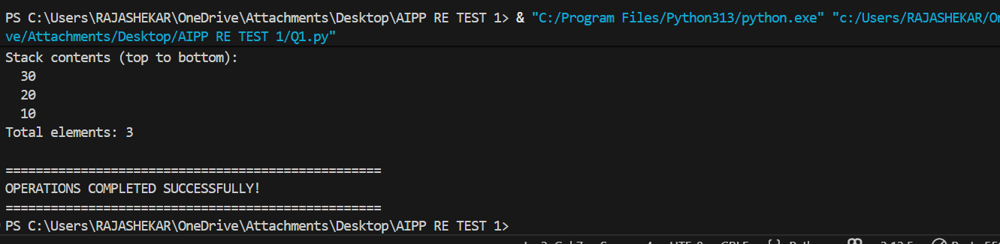 PS C:\Users\RAJASHEKAR\OneDrive\Attachments\Desktop\AIPP RE TEST 1> & "C:/Program Files/Python313/python.exe" "c:/Users/RAJASHEKAR/On
ve/Attachments/Desktop/AIPP RE TEST 1/Q1.py"
Stack contents (top to bottom):
  30
  20
  10
Total elements: 3
==================================================
OPERATIONS COMPLETED SUCCESSFULLY!
==================================================
PS C:\Users\RAJASHEKAR\OneDrive\Attachments\Desktop\AIPP RE TEST 1>